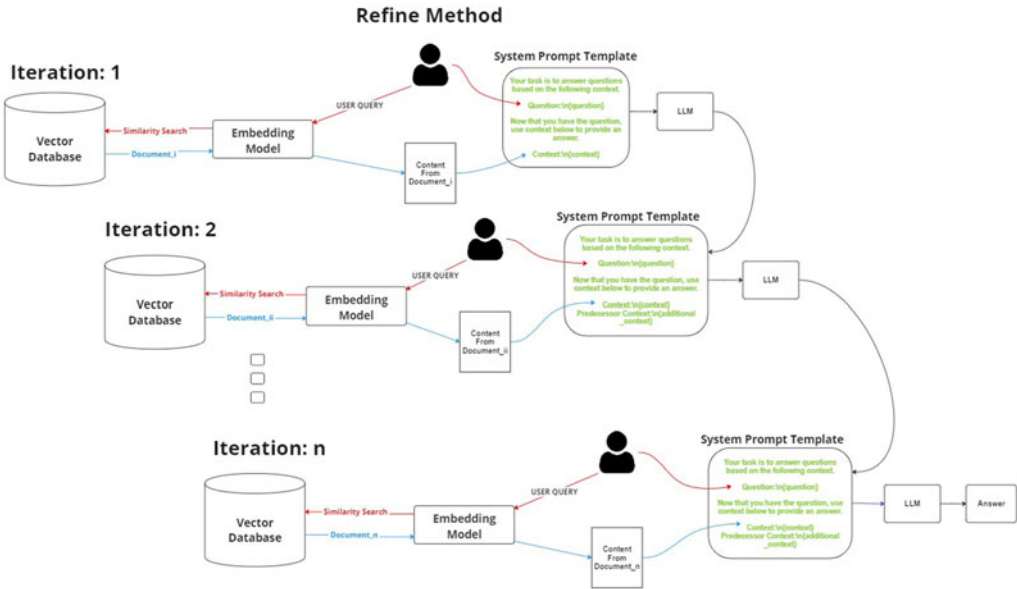 Refine Method
Iteration: 1
System Prompt Template
Your task is to answer questions
based on the following context.
Question:\n{question}
Now that you have the question,
use context below to provide an
answer.
Context:\n{context}
USER QUERY
LLM
Vector
Database
Similarity Search
Document_i
Embedding
Model
Content
From
Document_i
Iteration: 2
System Prompt Template
Your task is to answer questions
based on the following context.
Question:\n{question}
Now that you have the question, use
context below to provide an answer.
Context:\n{context}
Predecessor Context:\n{additional
_context}
USER QUERY
LLM
Vector
Database
Similarity Search
Document_ii
Embedding
Model
Content
From
Document_ii
Iteration: n
System Prompt Template
Your task is to answer questions
based on the following context.
Question:\n{question}
Now that you have the question, use
context below to provide an answer.
Context:\n{context}
Predecessor Context:\n{additional
_context}
USER QUERY
LLM
Answer
Vector
Database
Similarity Search
Document_n
Embedding
Model
Content
From
Document_n